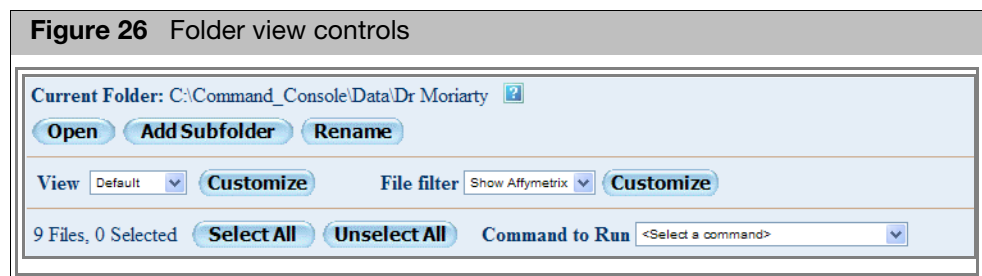 Figure 26 Folder view controls
Current Folder: C:\Command_Console\Data\Dr Moriarty ?
Open Add Subfolder Rename
View Default Customize File filter Show Affymetrix Customize
9 Files, 0 Selected Select All Unselect All Command to Run <Select a command>